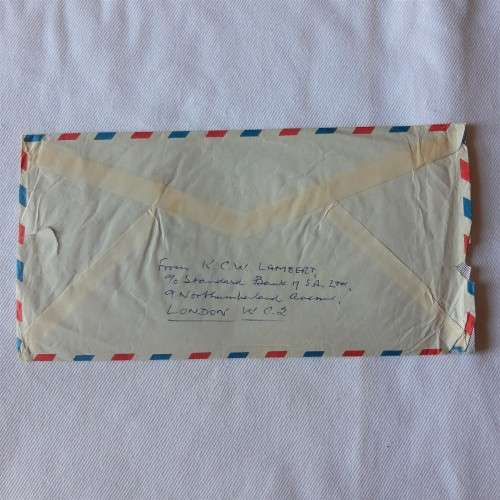 From K.C.W. LAMBERT,
c/o Standard Bank of S.A. Ltd.,
9 Northumberland Avenue,
LONDON W.C.2